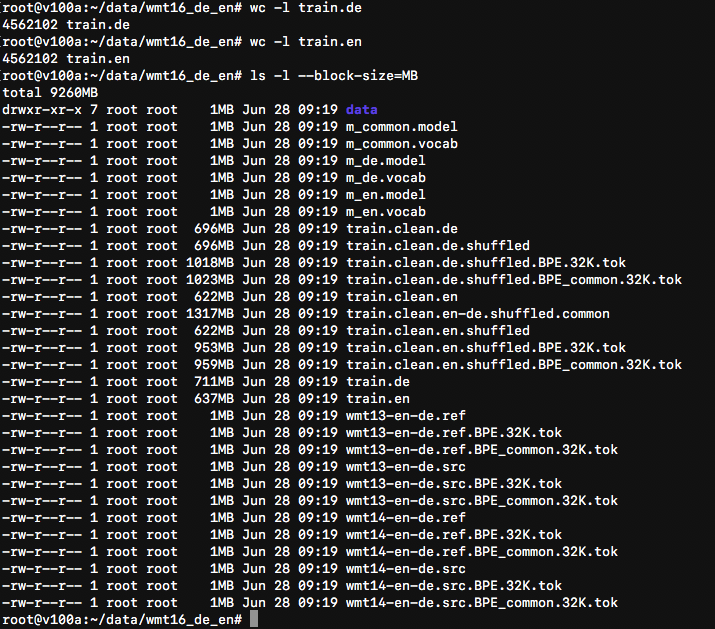 [root@v100a:~/data/wmt16_de_en# wc -l train.de
4562102 train.de
[root@v100a:~/data/wmt16_de_en# wc -l train.en
4562102 train.en
[root@v100a:~/data/wmt16_de_en# ls -l --block-size=MB
total 9260MB
drwxr-xr-x 7 root root    1MB Jun 28 09:19 data
-rw-r--r-- 1 root root    1MB Jun 28 09:19 m_common.model
-rw-r--r-- 1 root root    1MB Jun 28 09:19 m_common.vocab
-rw-r--r-- 1 root root    1MB Jun 28 09:19 m_de.model
-rw-r--r-- 1 root root    1MB Jun 28 09:19 m_de.vocab
-rw-r--r-- 1 root root    1MB Jun 28 09:19 m_en.model
-rw-r--r-- 1 root root    1MB Jun 28 09:19 m_en.vocab
-rw-r--r-- 1 root root  696MB Jun 28 09:19 train.clean.de
-rw-r--r-- 1 root root  696MB Jun 28 09:19 train.clean.de.shuffled
-rw-r--r-- 1 root root 1018MB Jun 28 09:19 train.clean.de.shuffled.BPE.32K.tok
-rw-r--r-- 1 root root 1023MB Jun 28 09:19 train.clean.de.shuffled.BPE_common.32K.tok
-rw-r--r-- 1 root root  622MB Jun 28 09:19 train.clean.en
-rw-r--r-- 1 root root 1317MB Jun 28 09:19 train.clean.en-de.shuffled.common
-rw-r--r-- 1 root root  622MB Jun 28 09:19 train.clean.en.shuffled
-rw-r--r-- 1 root root  953MB Jun 28 09:19 train.clean.en.shuffled.BPE.32K.tok
-rw-r--r-- 1 root root  959MB Jun 28 09:19 train.clean.en.shuffled.BPE_common.32K.tok
-rw-r--r-- 1 root root  711MB Jun 28 09:19 train.de
-rw-r--r-- 1 root root  637MB Jun 28 09:19 train.en
-rw-r--r-- 1 root root    1MB Jun 28 09:19 wmt13-en-de.ref
-rw-r--r-- 1 root root    1MB Jun 28 09:19 wmt13-en-de.ref.BPE.32K.tok
-rw-r--r-- 1 root root    1MB Jun 28 09:19 wmt13-en-de.ref.BPE_common.32K.tok
-rw-r--r-- 1 root root    1MB Jun 28 09:19 wmt13-en-de.src
-rw-r--r-- 1 root root    1MB Jun 28 09:19 wmt13-en-de.src.BPE.32K.tok
-rw-r--r-- 1 root root    1MB Jun 28 09:19 wmt13-en-de.src.BPE_common.32K.tok
-rw-r--r-- 1 root root    1MB Jun 28 09:19 wmt14-en-de.ref
-rw-r--r-- 1 root root    1MB Jun 28 09:19 wmt14-en-de.ref.BPE.32K.tok
-rw-r--r-- 1 root root    1MB Jun 28 09:19 wmt14-en-de.ref.BPE_common.32K.tok
-rw-r--r-- 1 root root    1MB Jun 28 09:19 wmt14-en-de.src
-rw-r--r-- 1 root root    1MB Jun 28 09:19 wmt14-en-de.src.BPE.32K.tok
-rw-r--r-- 1 root root    1MB Jun 28 09:19 wmt14-en-de.src.BPE_common.32K.tok
root@v100a:~/data/wmt16_de_en#